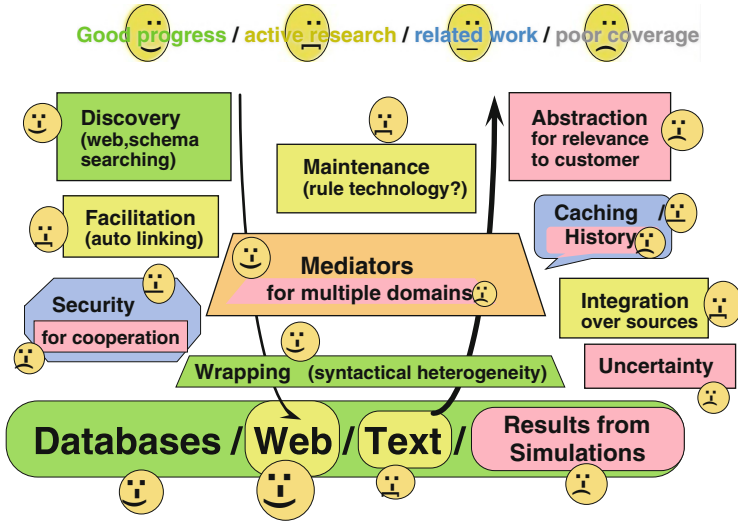 Good progress / active research / related work / poor coverage
Discovery
(web,schema
searching)
Maintenance
(rule technology?)
Abstraction
for relevance
to customer
Facilitation
(auto linking)
Caching /
History
Mediators
for multiple domains
Security
for cooperation
Integration
over sources
Wrapping (syntactical heterogeneity)
Uncertainty
Databases / Web / Text /
Results from
Simulations